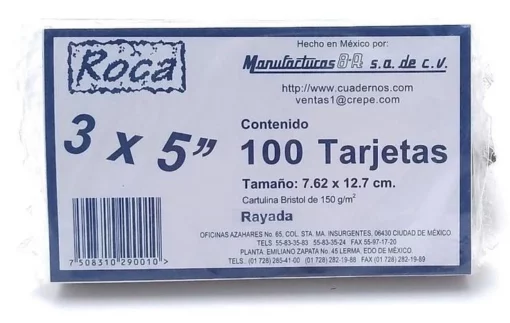 Roca
Hecho en México por:
Manufacturas 8-A s.a. de c.v.
http://www.cuadernos.com
ventas1@crepe.com
3 x 5”
Contenido
100 Tarjetas
Tamaño: 7.62 x 12.7 cm.
Cartulina Bristol de 150 g/m²
Rayada
OFICINAS AZAHARES No. 65, COL. STA. MA. INSURGENTES, 06430 CIUDAD DE MÉXICO
TELS. 55-83-35-83 55-83-35-24 FAX 55-97-17-20
PLANTA: EMILIANO ZAPATA No. 45 LERMA, EDO DE MÉXICO.
TELS.. (01 728) 285-41-00 (01 728) 282-19-88 FAX (01 728) 282-19-89
7 508310 290010 >